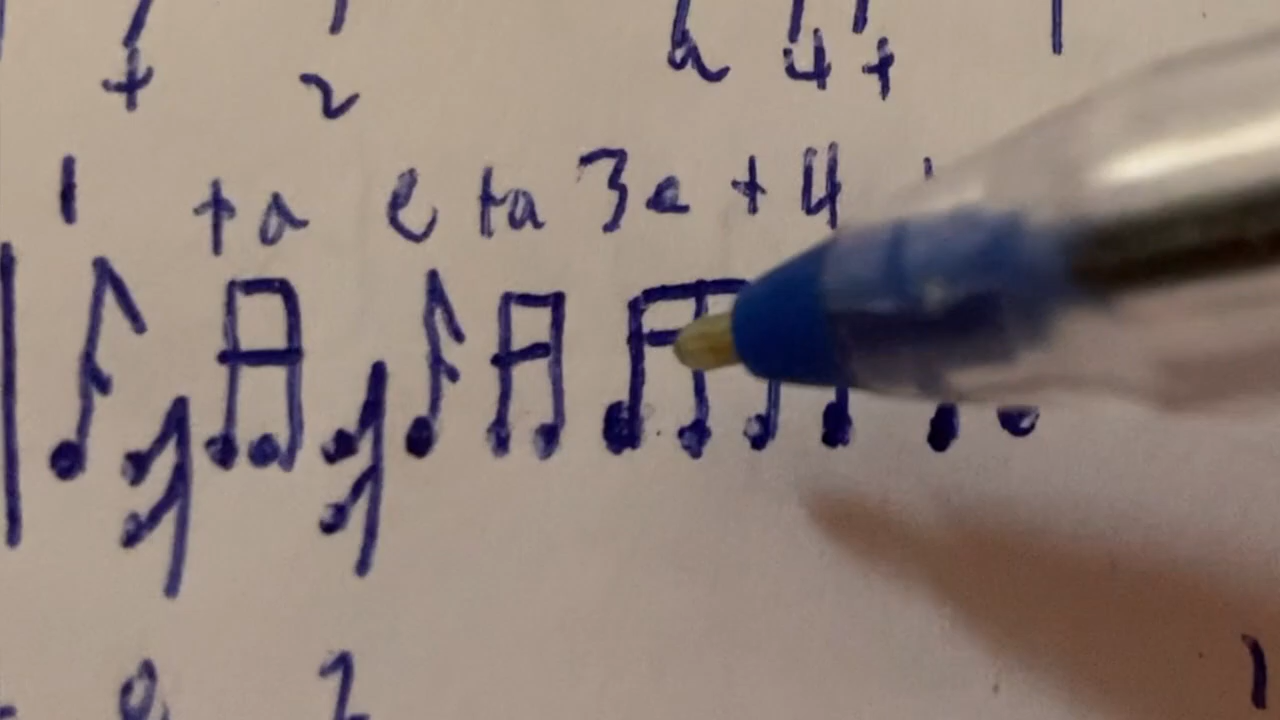 + 2 a 4 +
1 + a e + a 3 e + 4
2
1